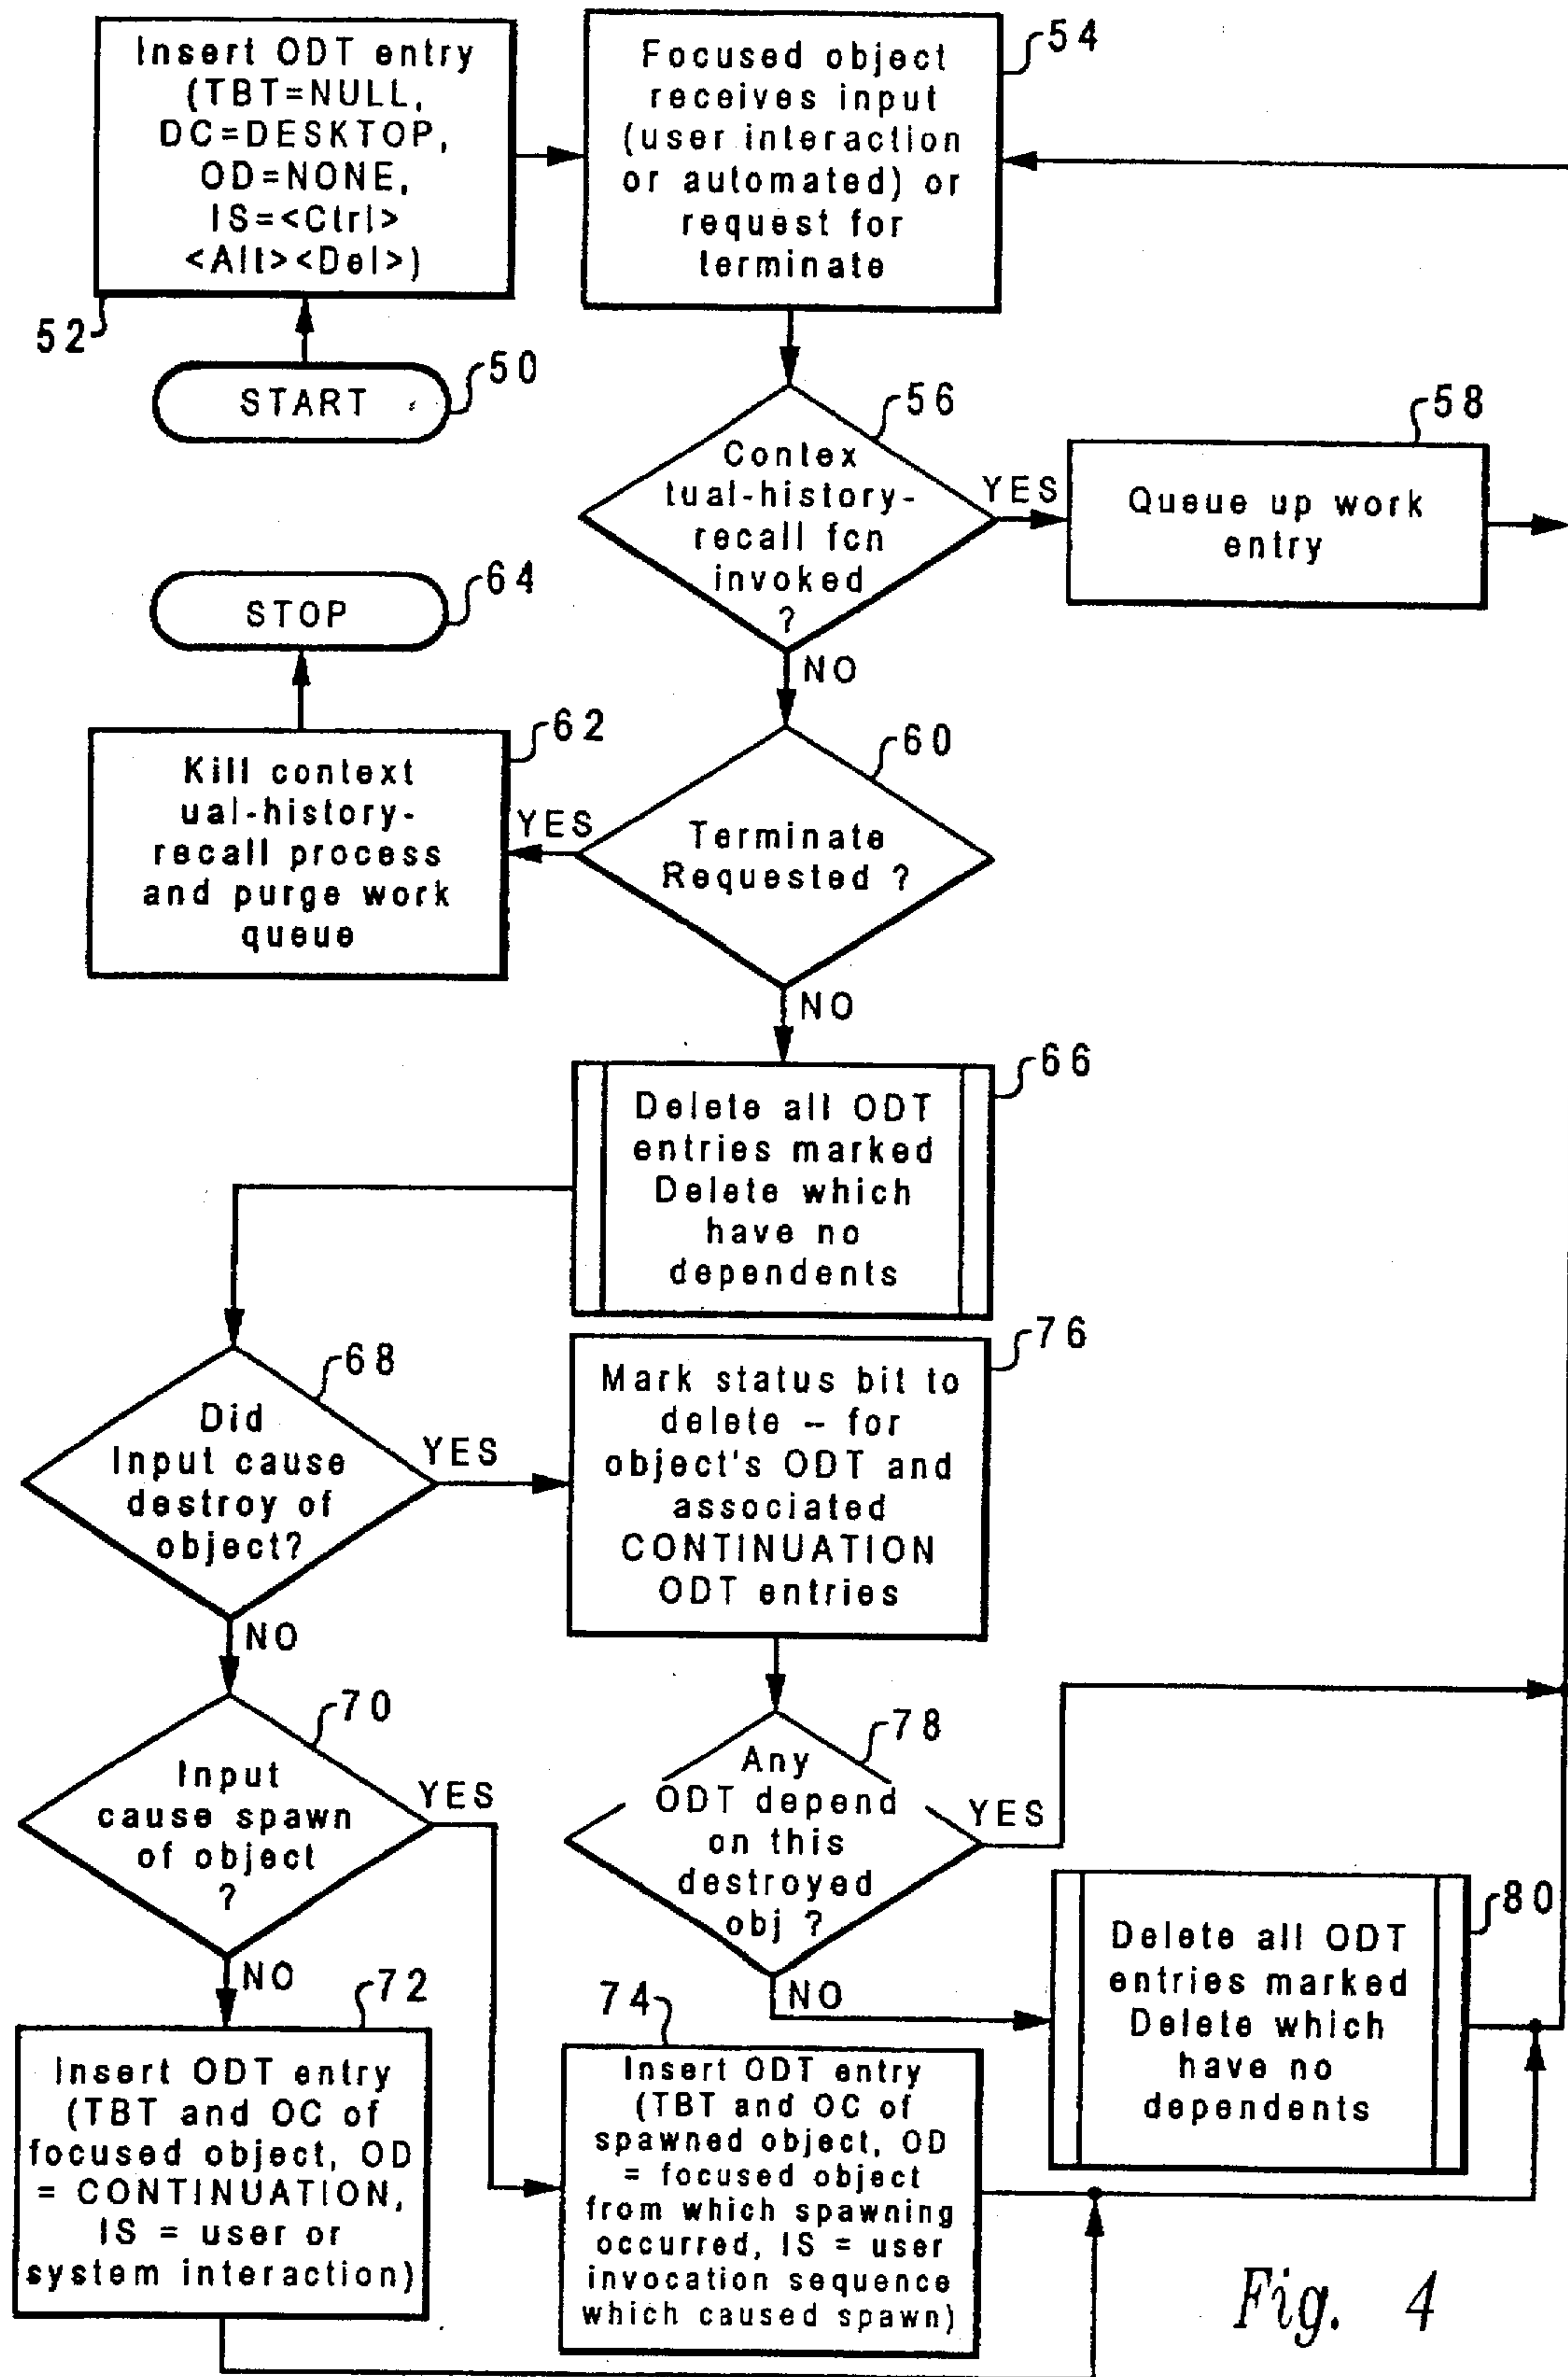 Insert ODT entry
(TBT=NULL,
DC=DESKTOP,
OD=NONE,
IS=<Ctrl>
<Alt><Del>)
52
START
50
Focused object
receives input
(user interaction
or automated) or
request for
terminate
54
Contex
tual-history-
recall fcn
invoked
?
56
YES
NO
Queue up work
entry
58
STOP
64
Kill context
ual-history-
recall process
and purge work
queue
62
Terminate
Requested ?
60
YES
NO
Delete all ODT
entries marked
Delete which
have no
dependents
66
Did
Input cause
destroy of
object?
68
YES
NO
Mark status bit to
delete -- for
object's ODT and
associated
CONTINUATION
ODT entries
76
Input
cause spawn
of object
?
70
YES
NO
Any
ODT depend
on this
destroyed
obj ?
78
YES
NO
Delete all ODT
entries marked
Delete which
have no
dependents
80
Insert ODT entry
(TBT and OC of
focused object, OD
= CONTINUATION,
IS = user or
system interaction)
72
Insert ODT entry
(TBT and OC of
spawned object, OD
= focused object
from which spawning
occurred, IS = user
invocation sequence
which caused spawn)
74
Fig. 4